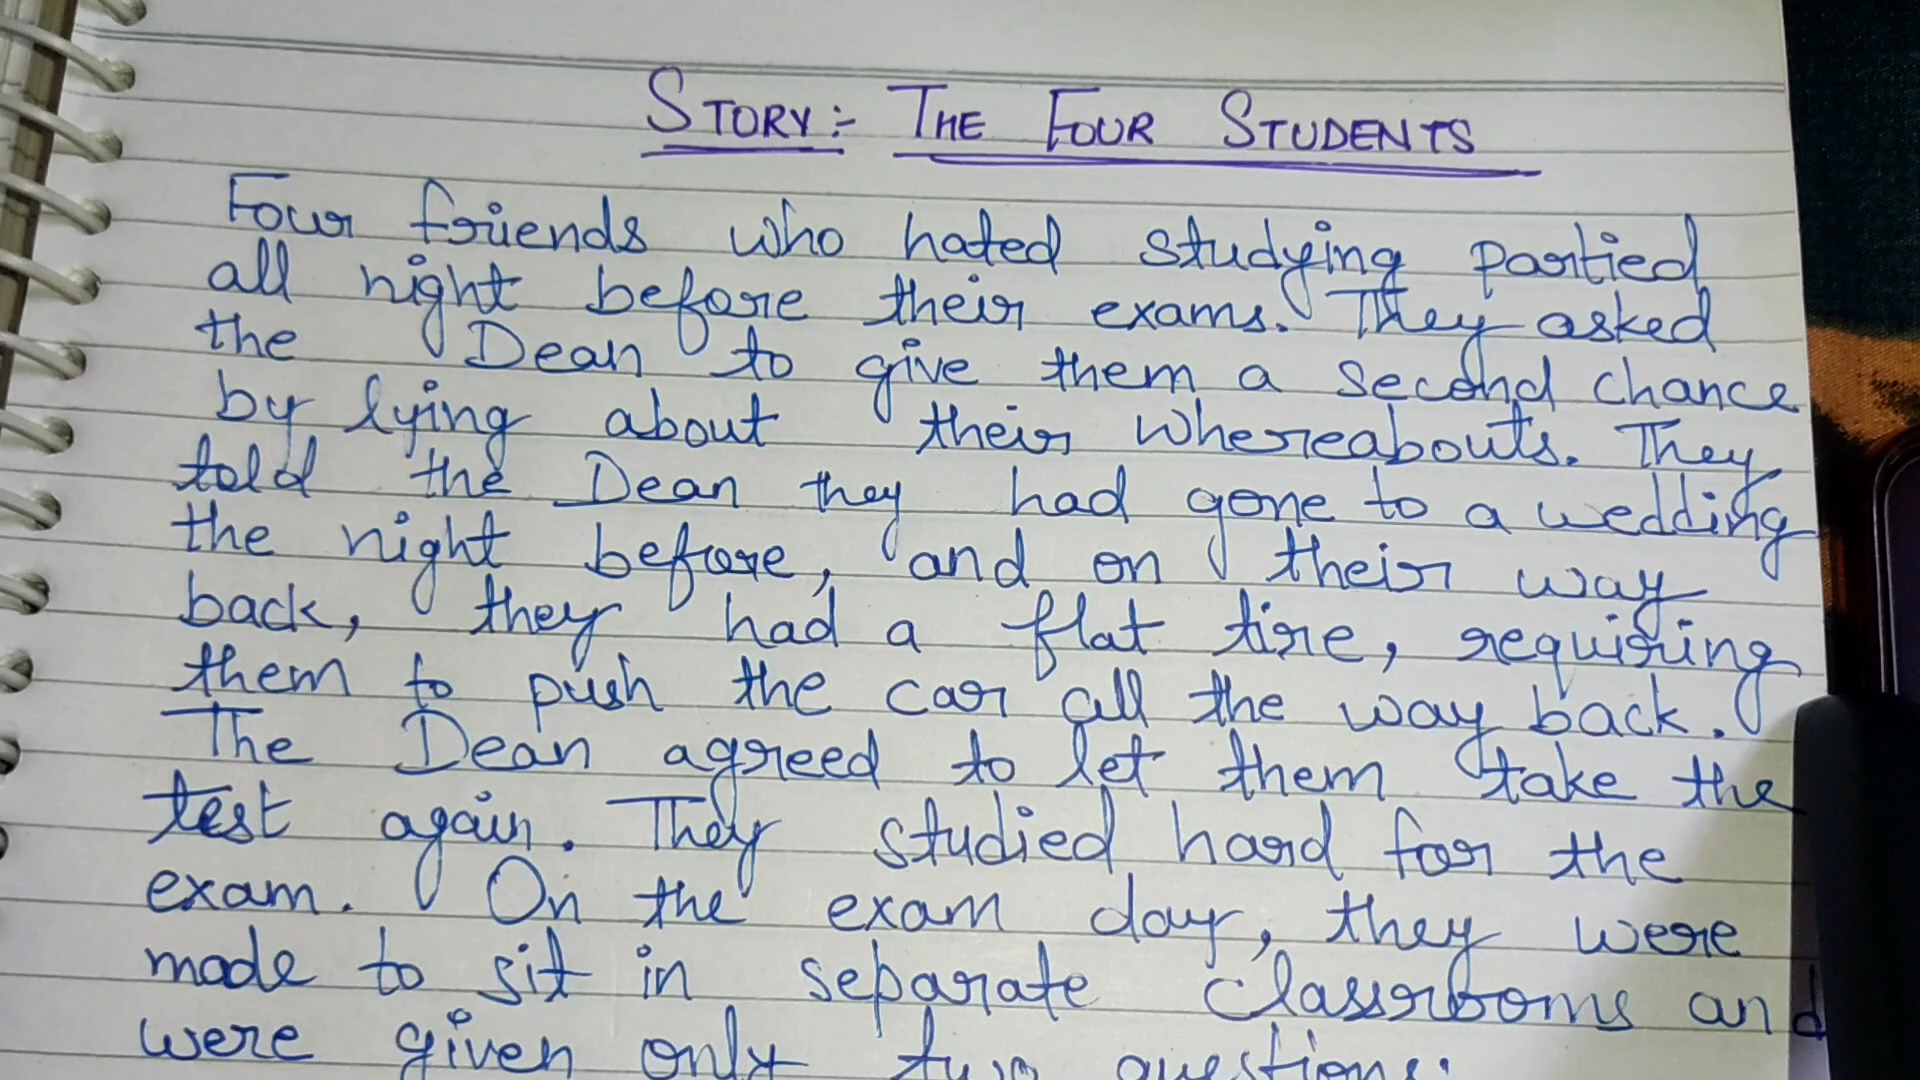 STORY:- THE FOUR STUDENTS
Four friends who hated studying partied
all night before their exams. They asked
the Dean to give them a second chance
by lying about their whereabouts. They
told the Dean they had gone to a wedding
the night before, and on their way
back, they had a flat tire, requiring
them to push the car all the way back.
The Dean agreed to let them take the
test again. They studied hard for the
exam. On the exam day, they were
made to sit in separate classrooms and
were given only two questions.